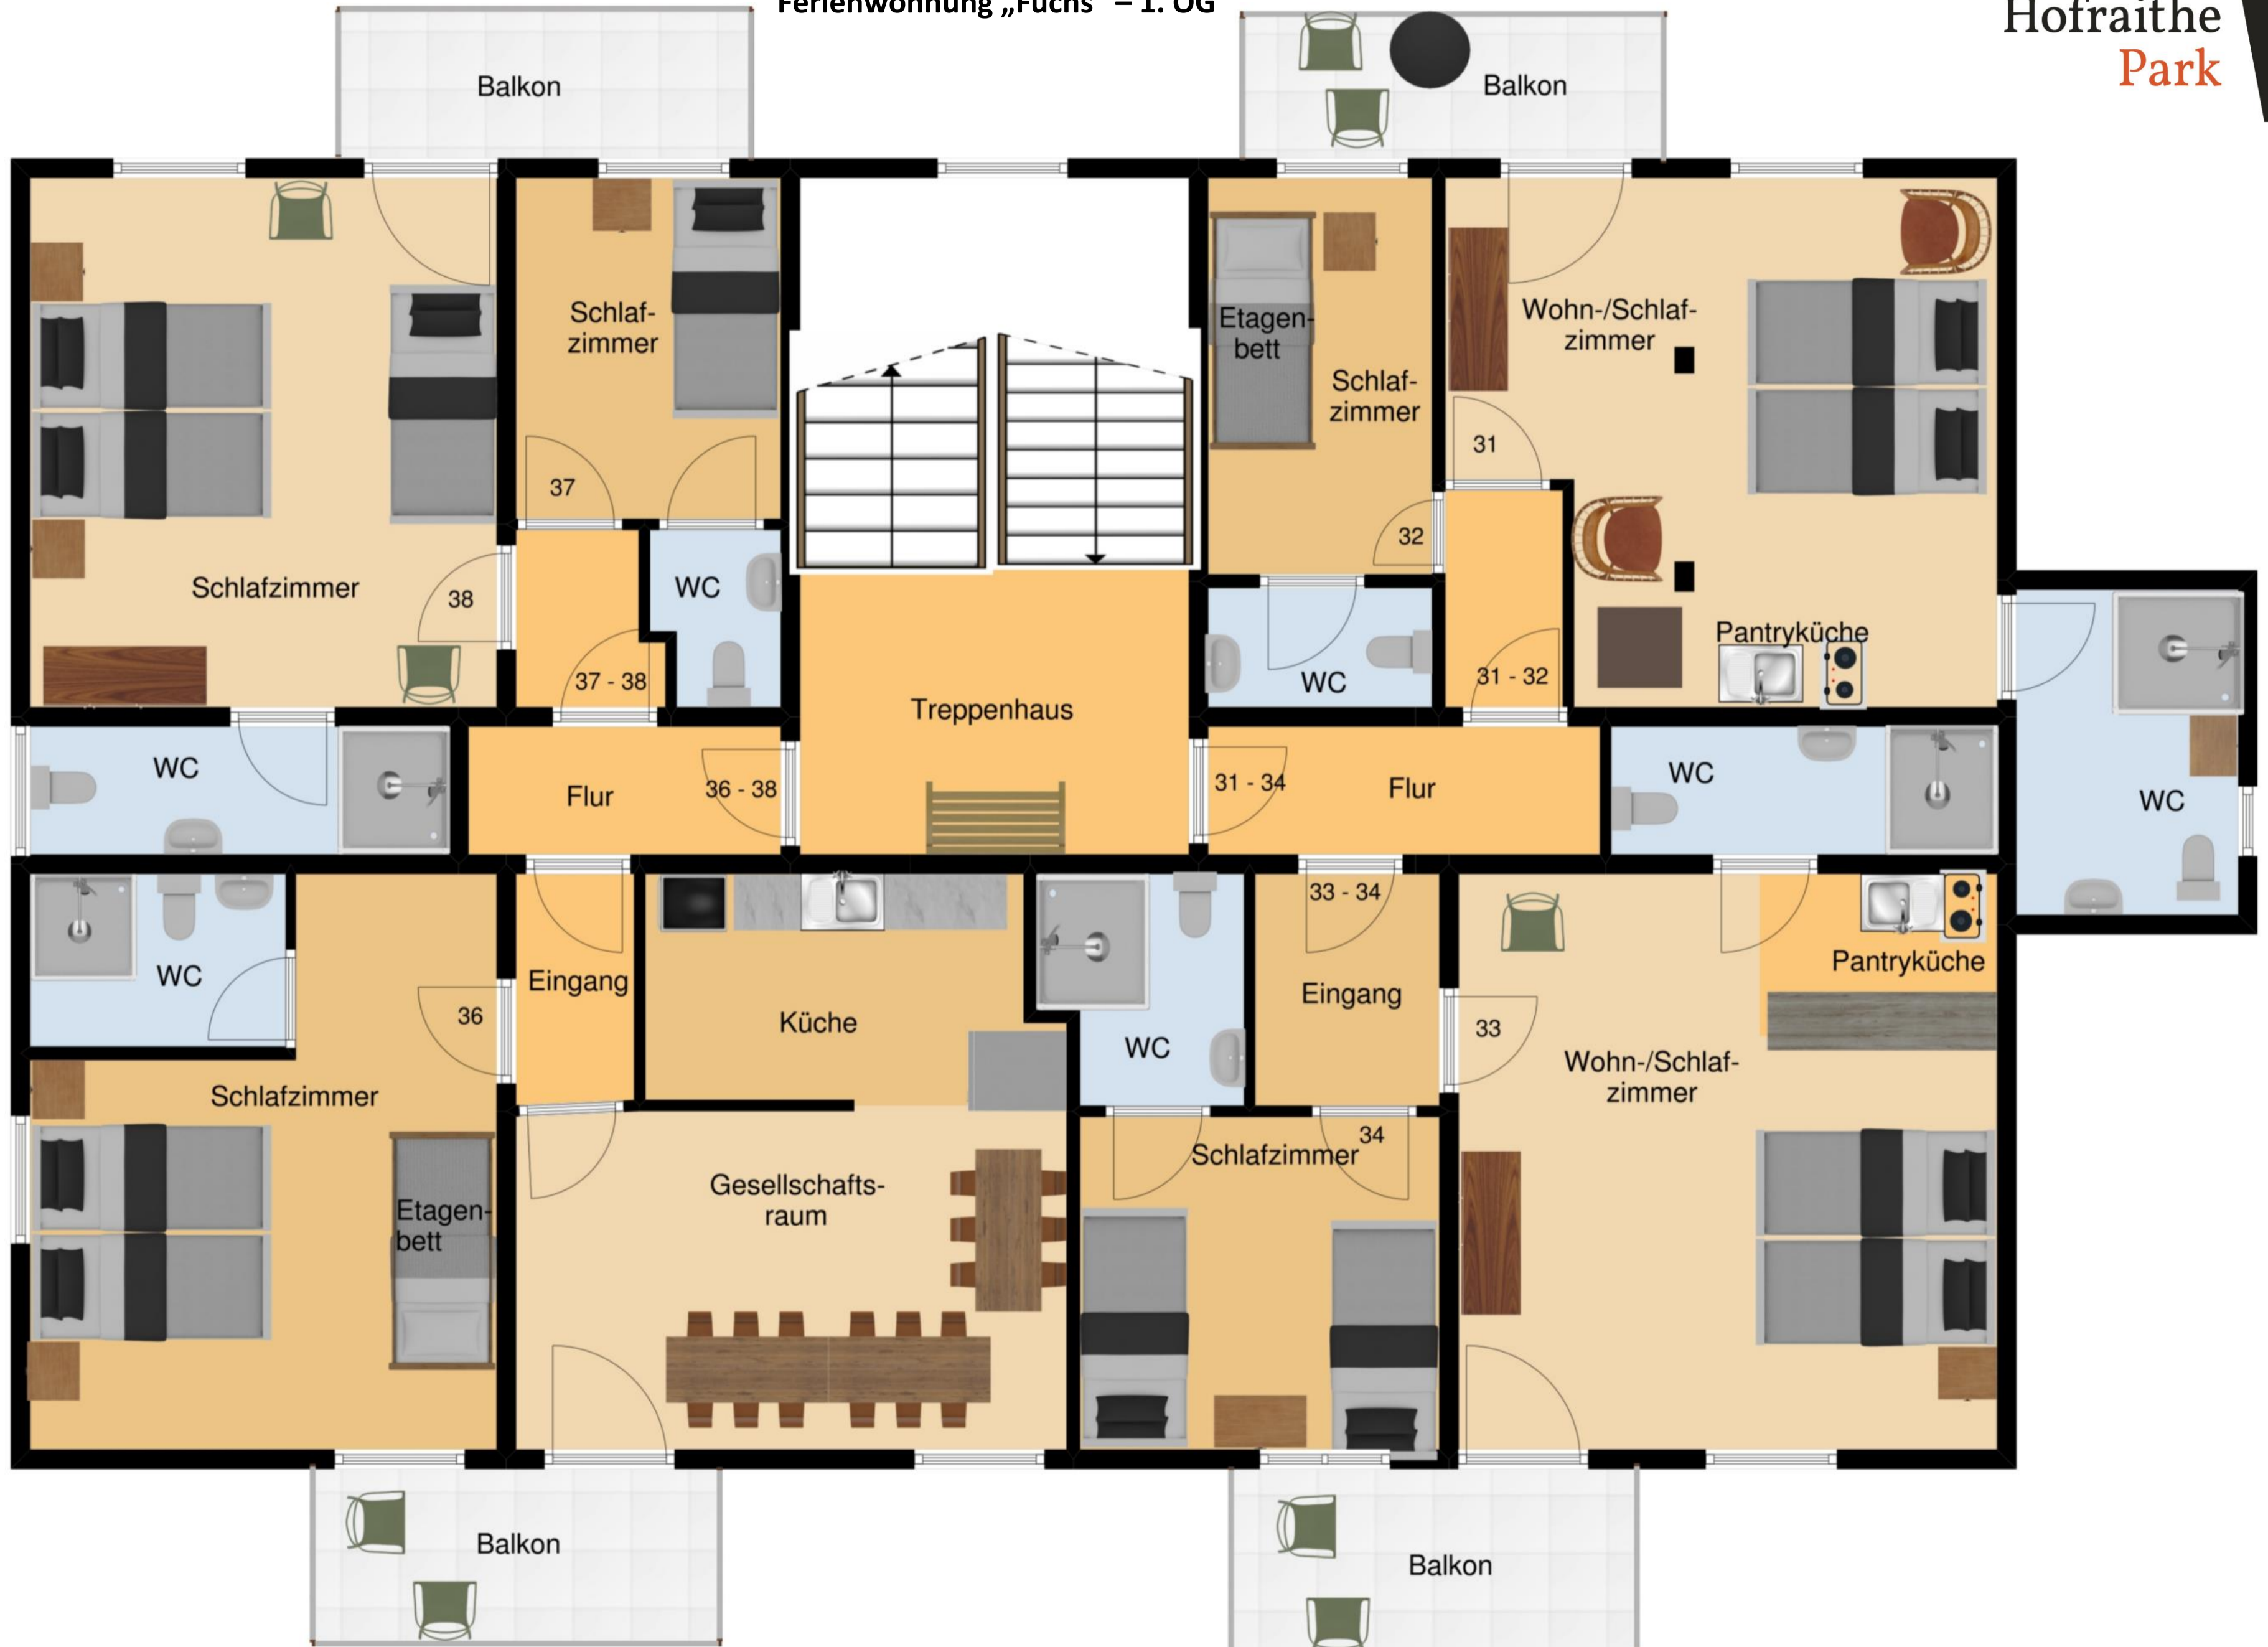 Ferienwohnung „Fuchs“ – 1. OG
Hofraithe
Park
Balkon
Balkon
Schlaf-
zimmer
37
Schlafzimmer
38
WC
37 - 38
Etagen-
bett
Schlaf-
zimmer
32
WC
Wohn-/Schlaf-
zimmer
31
31 - 32
Pantryküche
Treppenhaus
WC
Flur
36 - 38
31 - 34
Flur
WC
WC
WC
36
Schlafzimmer
Etagen-
bett
Eingang
Küche
Gesellschafts-
raum
WC
33 - 34
Eingang
34
Schlafzimmer
33
Wohn-/Schlaf-
zimmer
Pantryküche
Balkon
Balkon